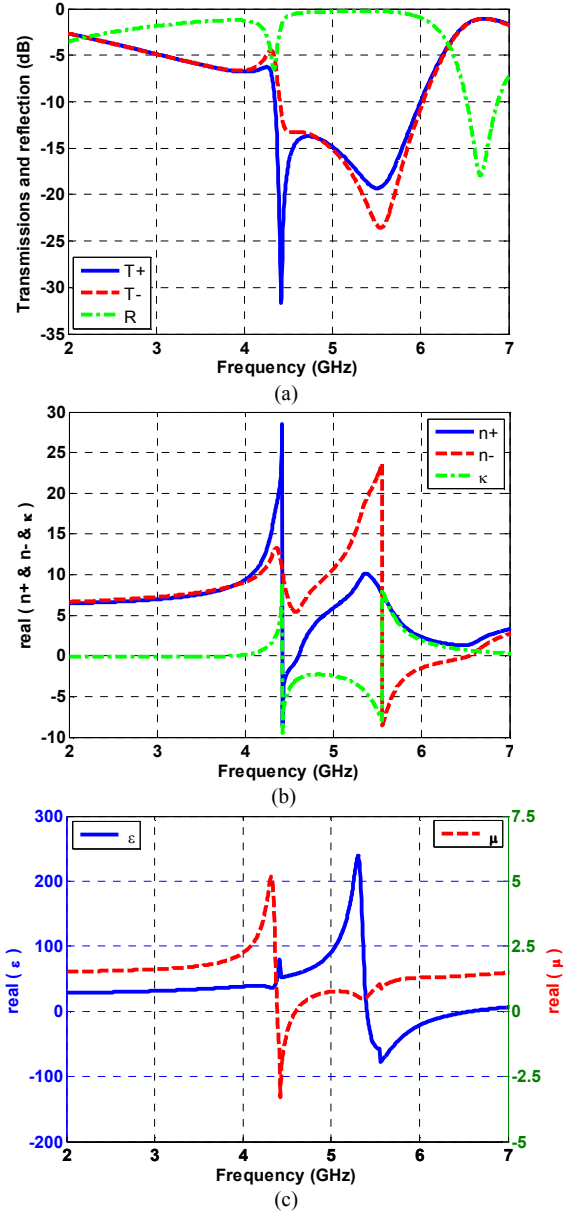 0
-5
-10
-15
-20
-25
-30
-35
Transmissions and reflection (dB)
T+
T-
R
2 3 4 5 6 7
Frequency (GHz)
(a)
30
25
20
15
10
5
0
-5
-10
real ( n+ & n- & κ )
n+
n-
κ
2 3 4 5 6 7
Frequency (GHz)
(b)
300
200
100
0
-100
-200
real ( ε )
ε
μ
7.5
5
2.5
0
-2.5
-5
real ( μ )
2 3 4 5 6 7
Frequency (GHz)
(c)